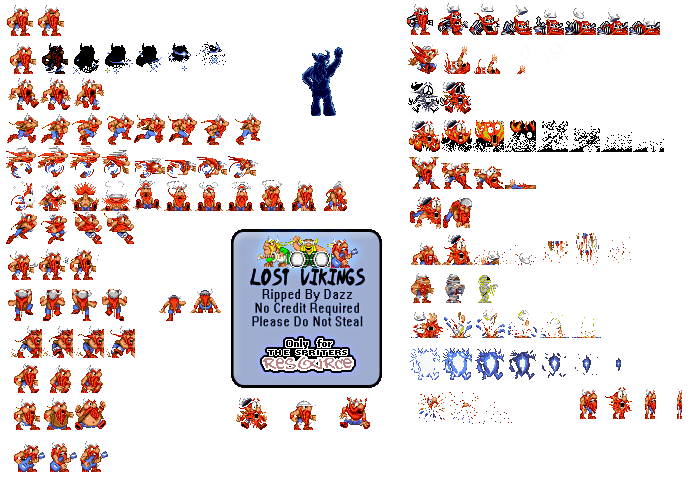 LOST VIKINGS
Ripped By Dazz
No Credit Required
Please Do Not Steal
Only for
THE SPRITERS
RESOURCE